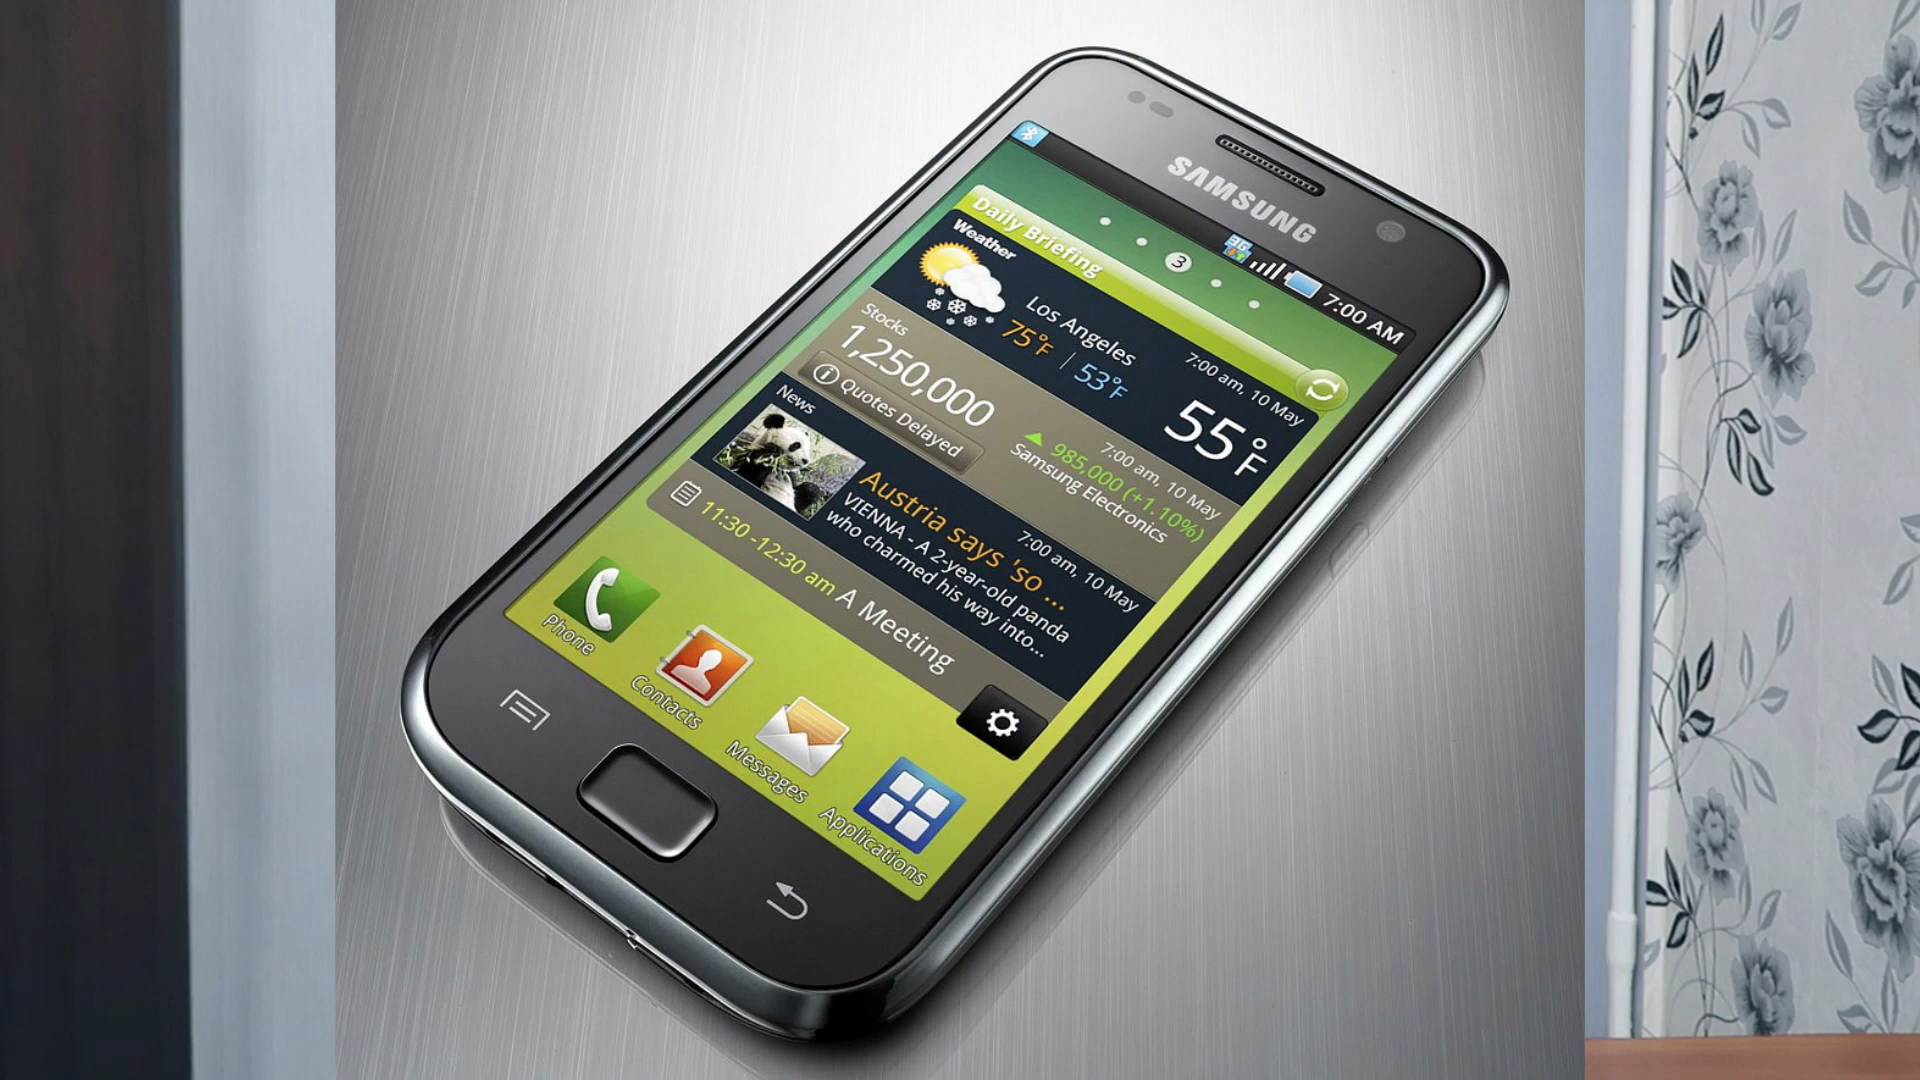 SAMSUNG
3G
7:00 AM
3
Daily Briefing
Weather
Los Angeles
75°F | 53°F
7:00 am, 10 May
55°F
Stocks
1,250,000
Quotes Delayed
7:00 am, 10 May
985,000 (+1.10%)
Samsung Electronics
News
7:00 am, 10 May
Austria says 'so ...
VIENNA - A 2-year-old panda
who charmed his way into...
11:30 -12:30 am A Meeting
Phone
Contacts
Messages
Applications